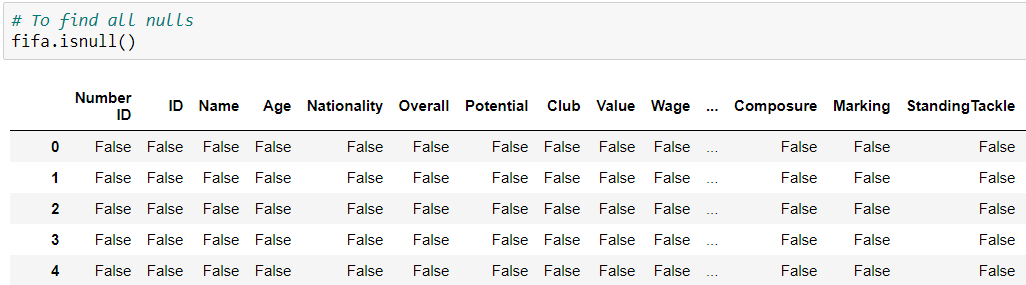 # To find all nulls
fifa.isnull()
Number ID ID Name Age Nationality Overall Potential Club Value Wage ... Composure Marking StandingTackle
0 False False False False False False False False False False ... False False False
1 False False False False False False False False False False ... False False False
2 False False False False False False False False False False ... False False False
3 False False False False False False False False False False ... False False False
4 False False False False False False False False False False ... False False False